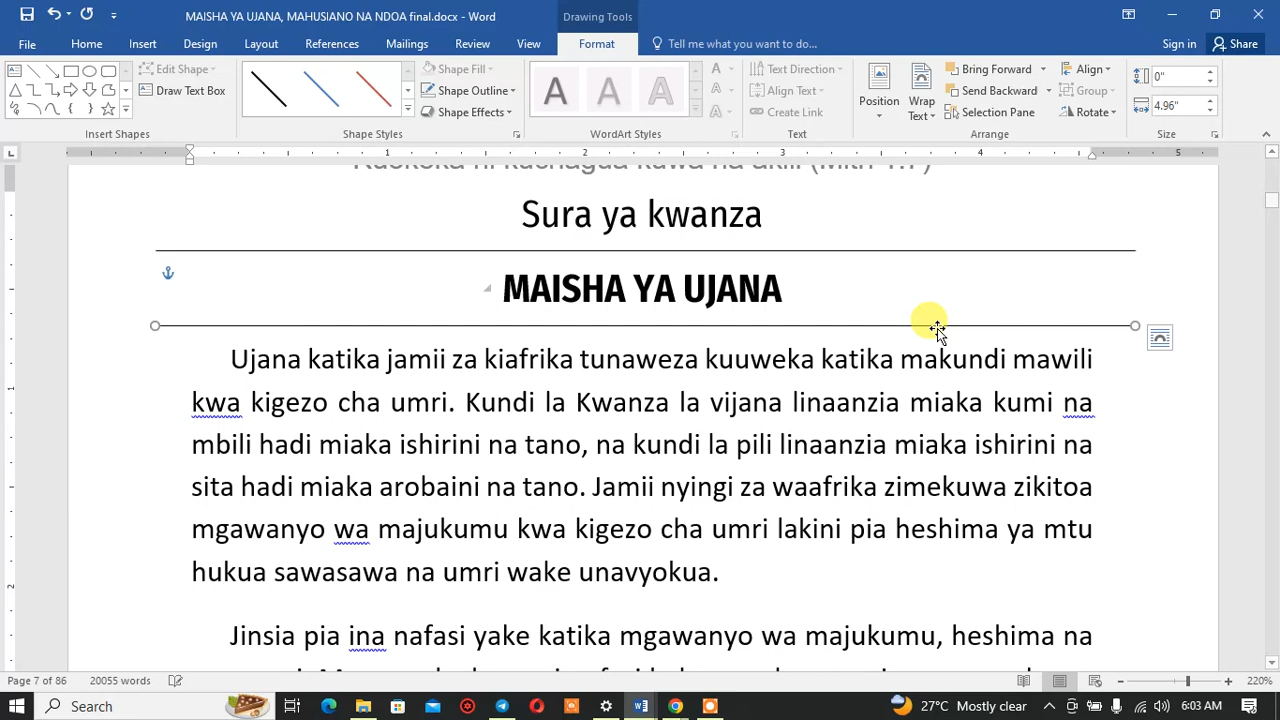 MAISHA YA UJANA, MAHUSIANO NA NDOA final.docx - Word
Drawing Tools
File Home Insert Design Layout References Mailings Review View Format Tell me what you want to do... Sign in Share
Edit Shape
Draw Text Box
Insert Shapes
Shape Fill
Shape Outline
Shape Effects
Shape Styles
A A A
WordArt Styles
Text Direction
Align Text
Create Link
Text
Position
Wrap Text
Bring Forward
Send Backward
Selection Pane
Align
Group
Rotate
Arrange
0"
4.96"
Size
1 2 3 4 5
Sura ya kwanza
MAISHA YA UJANA
Ujana katika jamii za kiafrika tunaweza kuuweka katika makundi mawili
kwa kigezo cha umri. Kundi la Kwanza la vijana linaanzia miaka kumi na
mbili hadi miaka ishirini na tano, na kundi la pili linaanzia miaka ishirini na
sita hadi miaka arobaini na tano. Jamii nyingi za waafrika zimekuwa zikitoa
mgawanyo wa majukumu kwa kigezo cha umri lakini pia heshima ya mtu
hukua sawasawa na umri wake unavyokua.
Jinsia pia ina nafasi yake katika mgawanyo wa majukumu, heshima na
1
2
Page 7 of 86 20055 words 220%
Search 27°C Mostly clear 6:03 AM